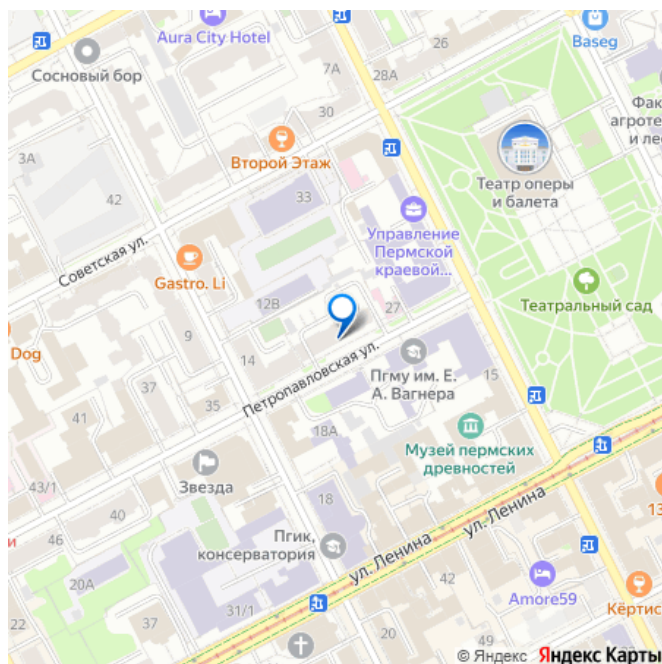 Aura City Hotel
26
Baseg
Сосновый бор
7А
28А
Фак
агроте
и лес
30
Второй Этаж
3А
42
33
Театр оперы
и балета
Управление
Пермской
краевой...
Советская ул.
Gastro. Li
12В
27
Театральный сад
9
Dog
14
Петропавловская ул.
Пгму им. Е.
А. Вагнера
15
41
37
35
18А
Музей пермских
древностей
Звезда
43/1
40
18
ул. Ленина
ул. Ленина
13
и
46
Пгик,
консерватория
20А
42
Amore59
Кёртис
31/1
22
37
20
49
50
© Яндекс Яндекс Карты